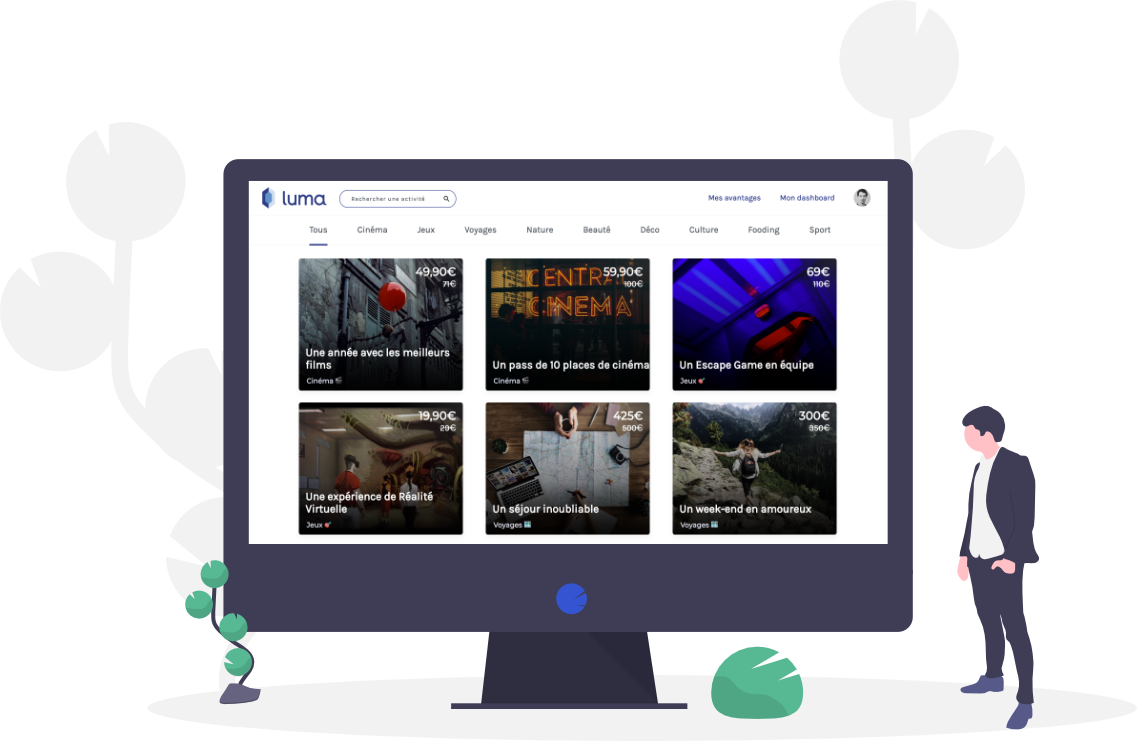 luma
Rechercher une activité
Mes avantages
Mon dashboard
Tous
Cinéma
Jeux
Voyages
Nature
Beauté
Déco
Culture
Fooding
Sport
49,90€
71€
Une année avec les meilleurs
films
Cinéma
59,90€
100€
CENTRA
CINEMA
Un pass de 10 places de cinéma
Cinéma
69€
110€
Un Escape Game en équipe
Jeux
19,90€
29€
Une expérience de Réalité
Virtuelle
Jeux
425€
500€
Un séjour inoubliable
Voyages
300€
350€
Un week-end en amoureux
Voyages